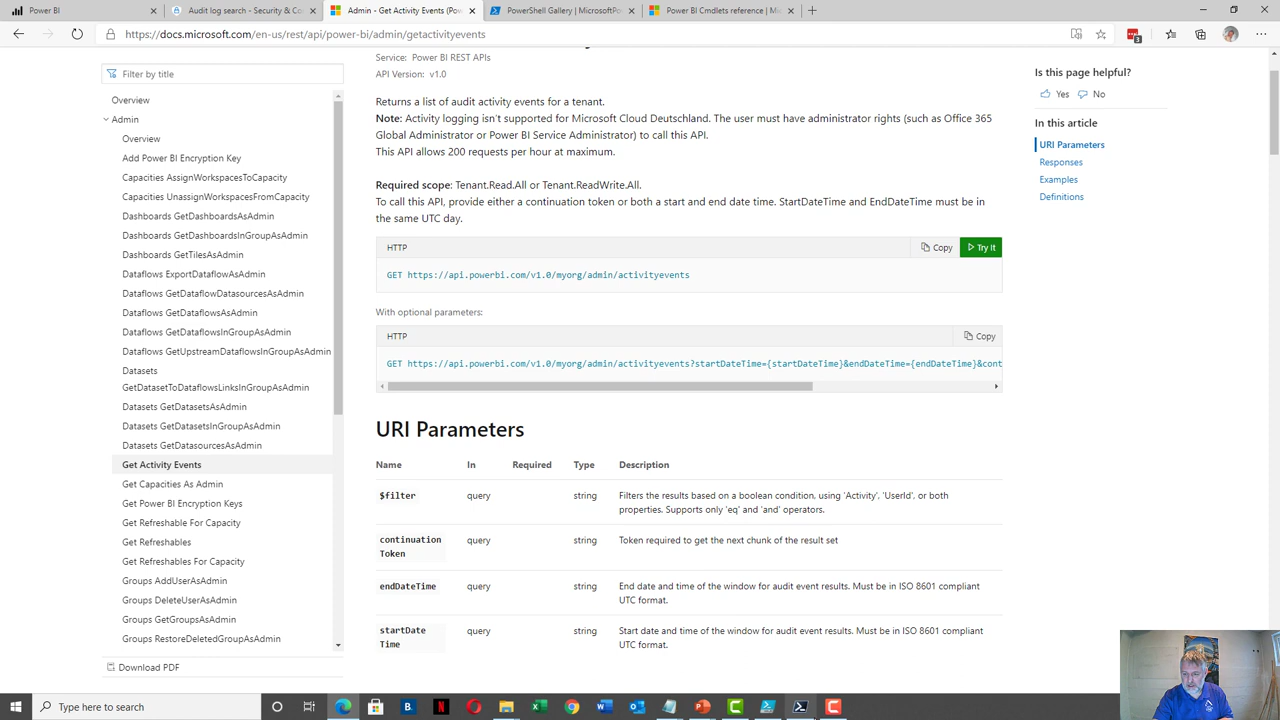 Power BI
Audit log search - Security & Co
Admin - Get Activity Events (Pow
PowerShell Gallery | MicrosoftPo
Power BI Cmdlets reference | Mic
https://docs.microsoft.com/en-us/rest/api/power-bi/admin/getactivityevents
3
Filter by title
Overview
Admin
Overview
Add Power BI Encryption Key
Capacities AssignWorkspacesToCapacity
Capacities UnassignWorkspacesFromCapacity
Dashboards GetDashboardsAsAdmin
Dashboards GetDashboardsInGroupAsAdmin
Dashboards GetTilesAsAdmin
Dataflows ExportDataflowAsAdmin
Dataflows GetDataflowDatasourcesAsAdmin
Dataflows GetDataflowsAsAdmin
Dataflows GetDataflowsInGroupAsAdmin
Dataflows GetUpstreamDataflowsInGroupAsAdmin
Datasets
GetDatasetToDataflowsLinksInGroupAsAdmin
Datasets GetDatasetsAsAdmin
Datasets GetDatasetsInGroupAsAdmin
Datasets GetDatasourcesAsAdmin
Get Activity Events
Get Capacities As Admin
Get Power BI Encryption Keys
Get Refreshable For Capacity
Get Refreshables
Get Refreshables For Capacity
Groups AddUserAsAdmin
Groups DeleteUserAsAdmin
Groups GetGroupsAsAdmin
Groups RestoreDeletedGroupAsAdmin
Download PDF
Service: Power BI REST APIs
API Version: v1.0
Returns a list of audit activity events for a tenant.
Note: Activity logging isn't supported for Microsoft Cloud Deutschland. The user must have administrator rights (such as Office 365
Global Administrator or Power BI Service Administrator) to call this API.
This API allows 200 requests per hour at maximum.
Required scope: Tenant.Read.All or Tenant.ReadWrite.All.
To call this API, provide either a continuation token or both a start and end date time. StartDateTime and EndDateTime must be in
the same UTC day.
HTTP Copy Try It
GET https://api.powerbi.com/v1.0/myorg/admin/activityevents
With optional parameters:
HTTP Copy
GET https://api.powerbi.com/v1.0/myorg/admin/activityevents?startDateTime={startDateTime}&endDateTime={endDateTime}&cont
URI Parameters
Name In Required Type Description
$filter query string Filters the results based on a boolean condition, using 'Activity', 'UserId', or both
properties. Supports only 'eq' and 'and' operators.
continuation query string Token required to get the next chunk of the result set
Token
endDateTime query string End date and time of the window for audit event results. Must be in ISO 8601 compliant
UTC format.
startDate query string Start date and time of the window for audit event results. Must be in ISO 8601 compliant
Time UTC format.
Is this page helpful?
Yes No
In this article
URI Parameters
Responses
Examples
Definitions
Type here to search